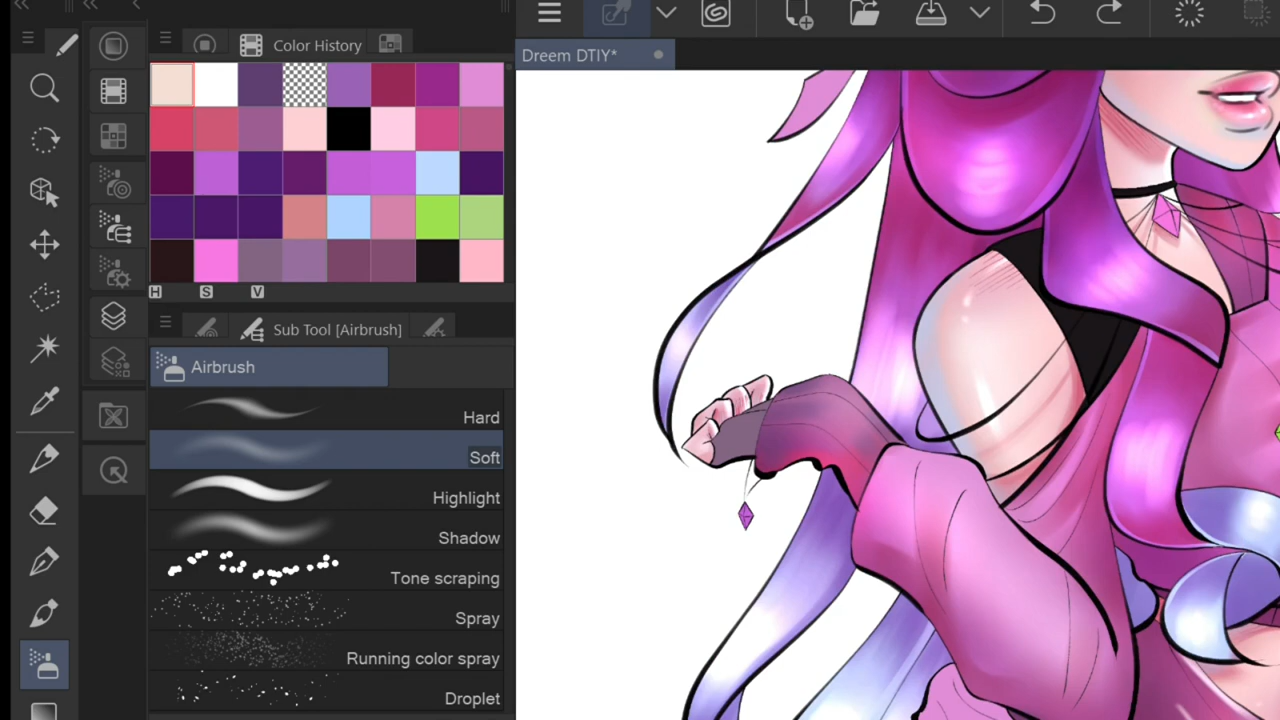 Color History
Dreem DTIY*
H S V
Sub Tool [Airbrush]
Airbrush
Hard
Soft
Highlight
Shadow
Tone scraping
Spray
Running color spray
Droplet